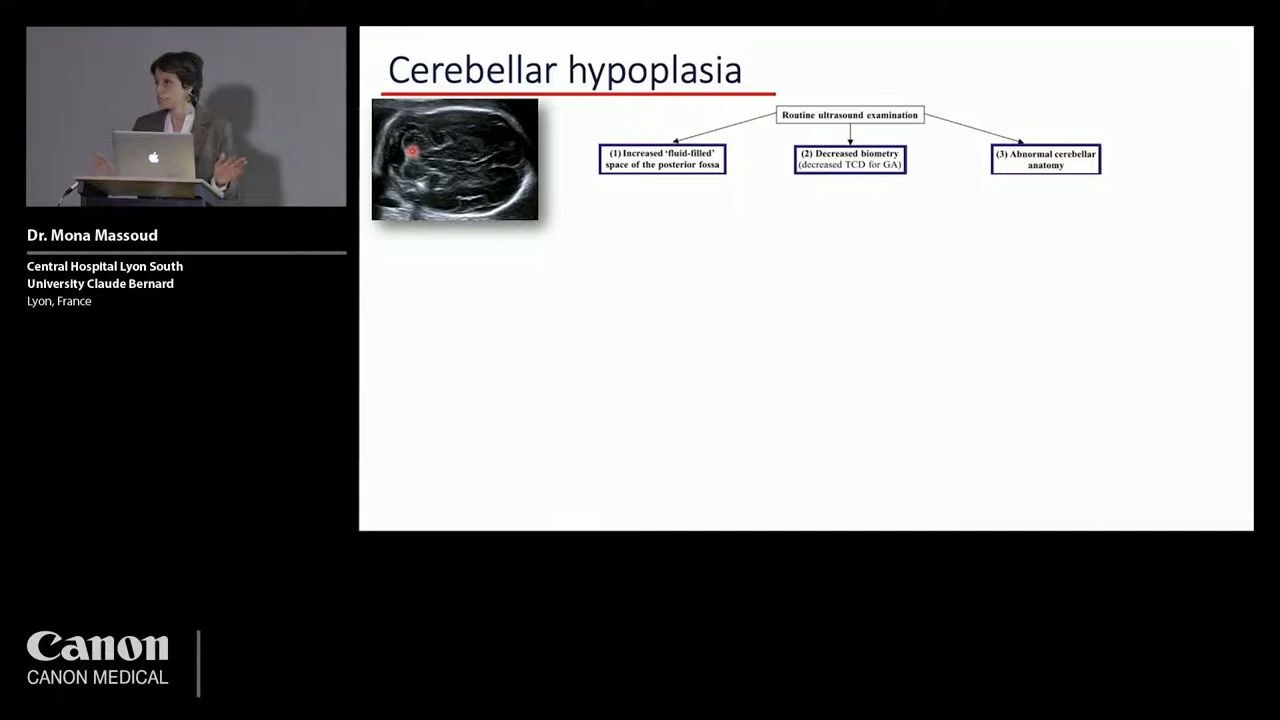 Cerebellar hypoplasia
Routine ultrasound examination
(1) Increased 'fluid-filled'
space of the posterior fossa
(2) Decreased biometry
(decreased TCD for GA)
(3) Abnormal cerebellar
anatomy
Dr. Mona Massoud
Central Hospital Lyon South
University Claude Bernard
Lyon, France
Canon
CANON MEDICAL